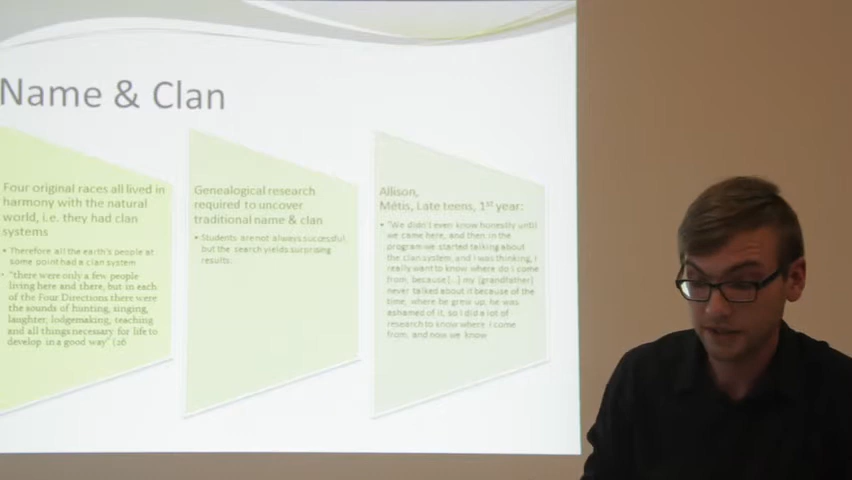 Name & Clan
Four original races all lived in
harmony with the natural
world, i.e. they had clan
systems
• Therefore all the earth's people at
some point had a clan system
• "there were only a few people
living here and there, but in each
of the Four Directions there were
the sounds of hunting, singing,
laughter, lodgemaking, teaching
and all things necessary for life to
develop in a good way" (26
Genealogical research
required to uncover
traditional name & clan
• Students are not always successful,
but the search yields surprising
results.
Allison,
Métis, Late teens, 1st year:
• "We didn't even know honestly until
we came here, and then in the
program we started talking about
the clan system, and I was thinking, I
really want to know where do I come
from, because [...] my [grandfather]
never talked about it because of the
time, where he grew up, he was
ashamed of it, so I did a lot of
research to know where I come
from, and now we know